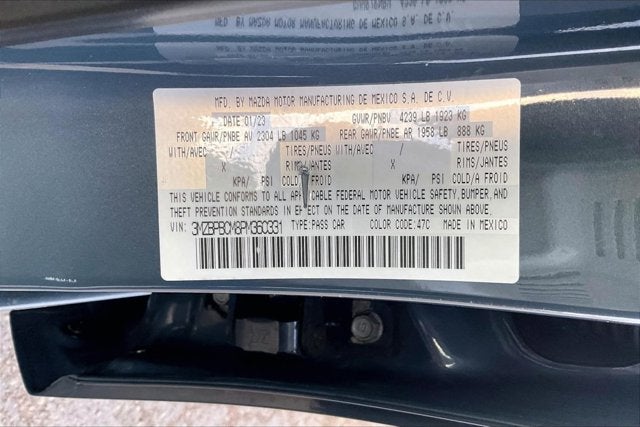 MFD. BY MAZDA MOTOR MANUFACTURING DE MEXICO S.A. DE C.V.
DATE 01/23 GVWR/PNBV 4239 LB 1923 KG
FRONT GAWR/PNBE AV 2304 LB 1045 KG REAR GAWR/PNBE AR 1958 LB 888 KG
WITH/AVEC / TIRES/PNEUS WITH/AVEC / TIRES/PNEUS
X RIMS/JANTES X RIMS/JANTES
KPA/ PSI COLD/A FROID KPA/ PSI COLD/A FROID
THIS VEHICLE CONFORMS TO ALL APPLICABLE FEDERAL MOTOR VEHICLE SAFETY, BUMPER, AND
THEFT PREVENTION STANDARDS IN EFFECT ON THE DATE OF MANUFACTURE SHOWN ABOVE.
VIN: 3MZBPBCM8PM360331 TYPE: PASS CAR COLOR CODE: 47C MADE IN MEXICO